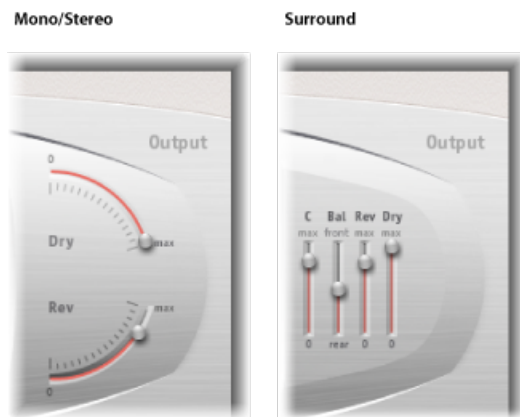 Mono/Stereo
Surround
Output
0
Dry
max
Rev
max
0
Output
C Bal Rev Dry
max front max max
0 rear 0 0